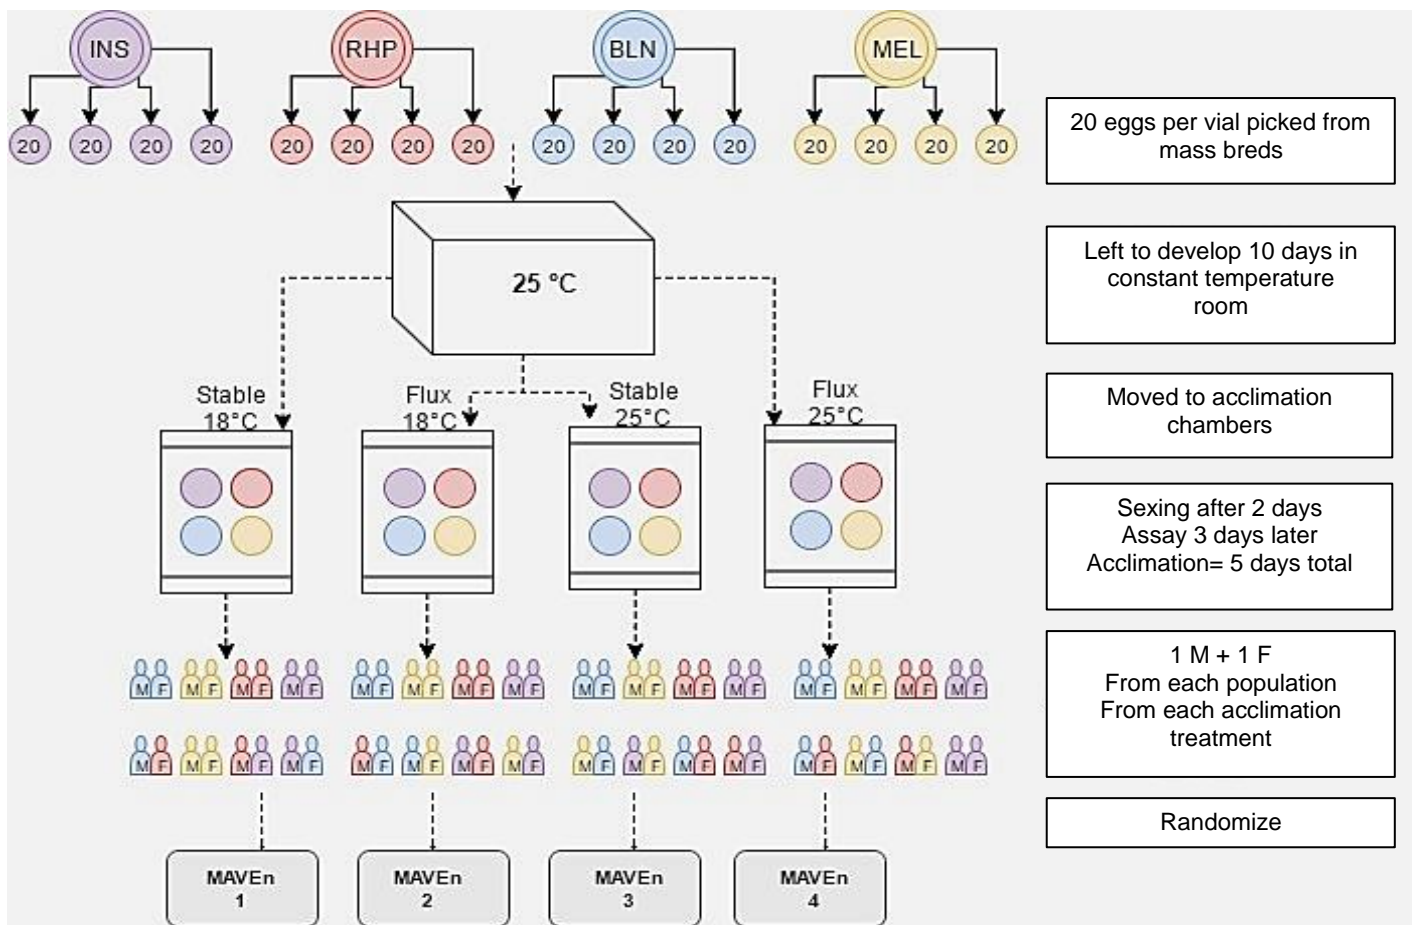 INS
RHP
BLN
MEL
20 20 20 20
20 20 20 20
20 20 20 20
20 20 20 20
20 eggs per vial picked from
mass breds
25 °C
Left to develop 10 days in
constant temperature
room
Stable
18°C
Flux
18°C
Stable
25°C
Flux
25°C
Moved to acclimation
chambers
Sexing after 2 days
Assay 3 days later
Acclimation= 5 days total
M F M F M F M F
M F M F M F M F
M F M F M F M F
M F M F M F M F
1 M + 1 F
From each population
From each acclimation
treatment
M F M F M F M F
M F M F M F M F
M F M F M F M F
M F M F M F M F
Randomize
MAVEn
1
MAVEn
2
MAVEn
3
MAVEn
4